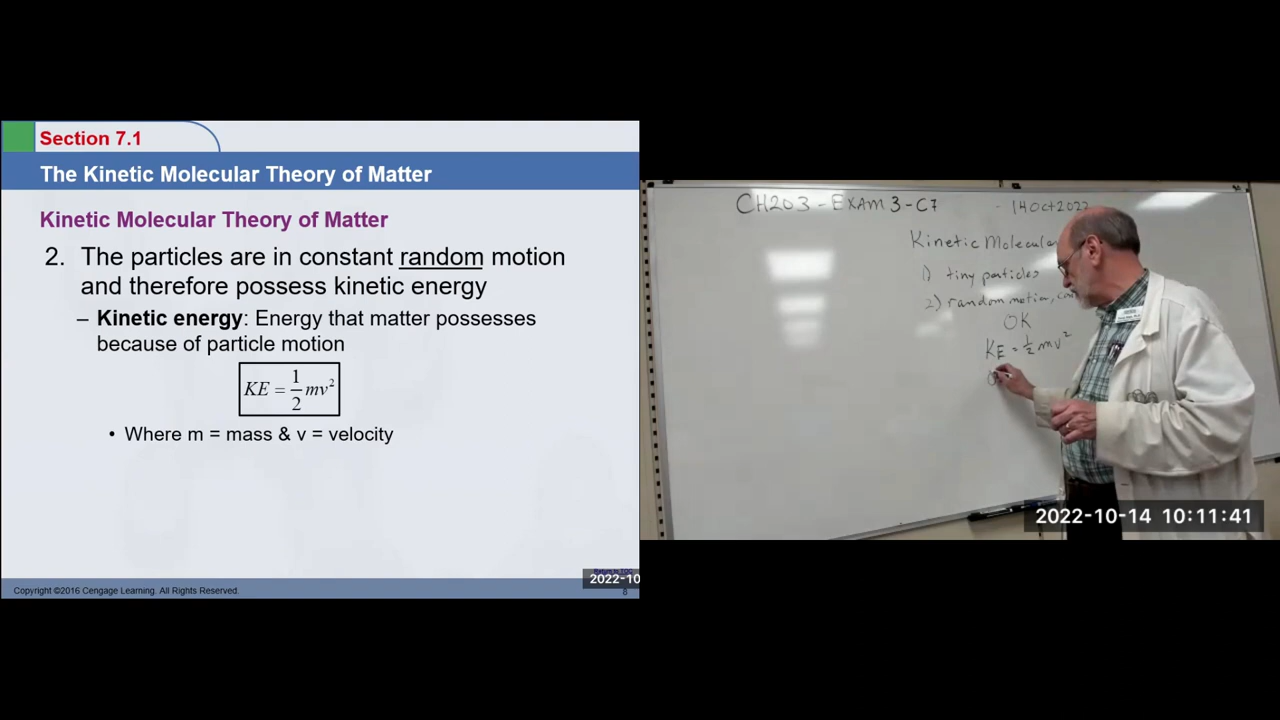 Section 7.1
The Kinetic Molecular Theory of Matter
Kinetic Molecular Theory of Matter
2. The particles are in constant random motion
and therefore possess kinetic energy
– Kinetic energy: Energy that matter possesses
because of particle motion
KE = 1/2 mv²
• Where m = mass & v = velocity
Copyright ©2016 Cengage Learning. All Rights Reserved.
2022-10
8
CH203 - EXAM 3 - C7 - 14 Oct 2022
Kinetic Molecular
1) tiny particles
2) random motion,
OK
KE = 1/2 mv²
2022-10-14 10:11:41